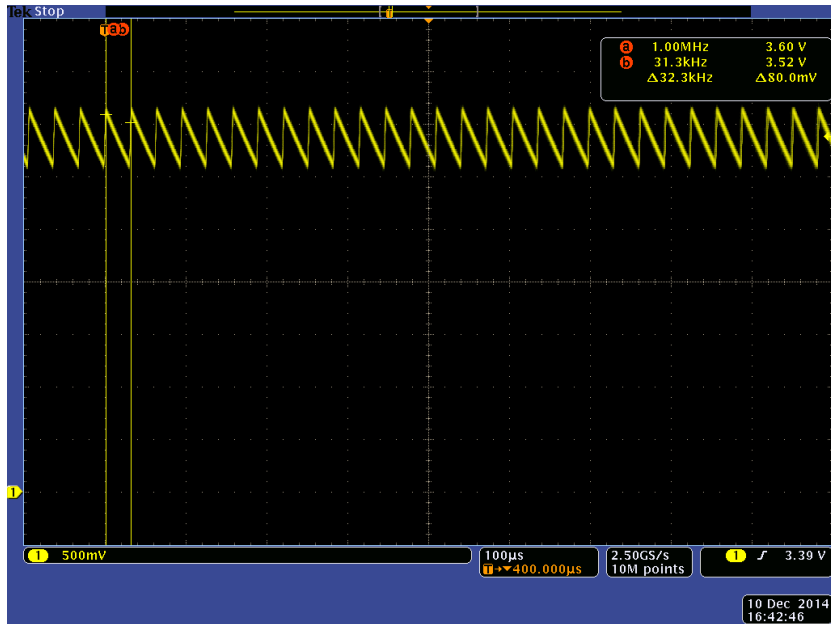 Tek Stop
T a b
T
a 1.00MHz 3.60 V
b 31.3kHz 3.52 V
Δ32.3kHz Δ80.0mV
1
1 500mV
100µs
T→▼400.000µs
2.50GS/s
10M points
1 ƒ 3.39 V
10 Dec 2014
16:42:46